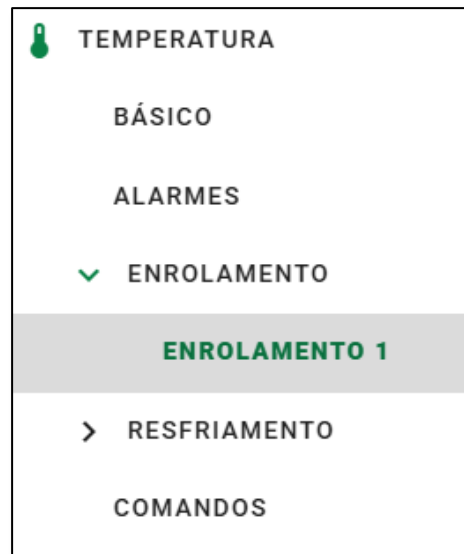 TEMPERATURA
BÁSICO
ALARMES
ENROLAMENTO
ENROLAMENTO 1
RESFRIAMENTO
COMANDOS